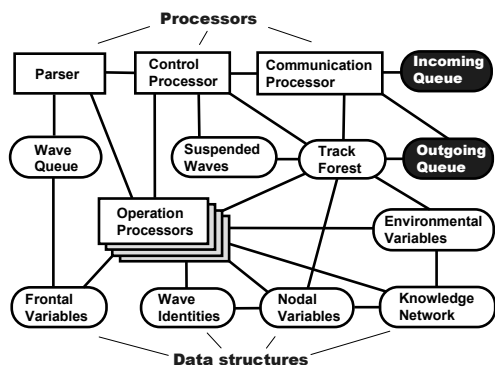 Processors
Parser
Control
Processor
Communication
Processor
Incoming
Queue
Wave
Queue
Suspended
Waves
Track
Forest
Outgoing
Queue
Operation
Processors
Environmental
Variables
Frontal
Variables
Wave
Identities
Nodal
Variables
Knowledge
Network
Data structures